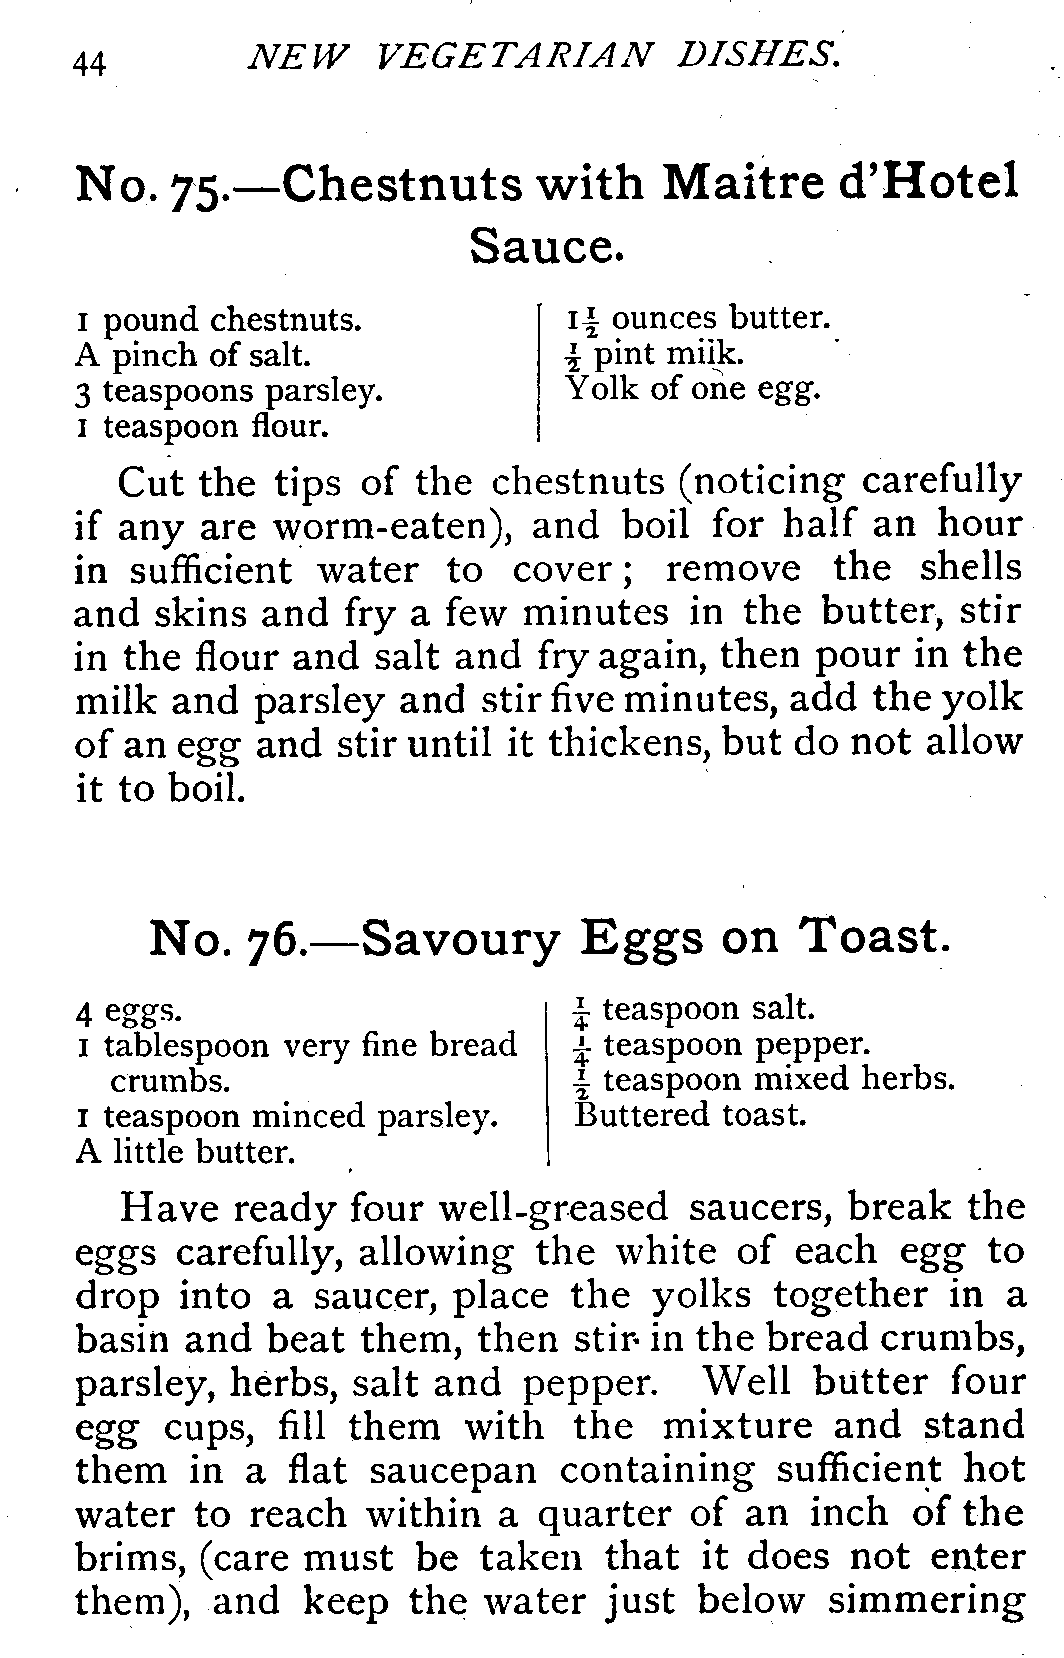 44 NEW VEGETARIAN DISHES.
No. 75.—Chestnuts with Maitre d'Hotel
Sauce.
1 pound chestnuts.
A pinch of salt.
3 teaspoons parsley.
1 teaspoon flour.
1½ ounces butter.
½ pint milk.
Yolk of one egg.
Cut the tips of the chestnuts (noticing carefully
if any are worm-eaten), and boil for half an hour
in sufficient water to cover; remove the shells
and skins and fry a few minutes in the butter, stir
in the flour and salt and fry again, then pour in the
milk and parsley and stir five minutes, add the yolk
of an egg and stir until it thickens, but do not allow
it to boil.
No. 76.—Savoury Eggs on Toast.
4 eggs.
1 tablespoon very fine bread
crumbs.
1 teaspoon minced parsley.
A little butter.
¼ teaspoon salt.
¼ teaspoon pepper.
½ teaspoon mixed herbs.
Buttered toast.
Have ready four well-greased saucers, break the
eggs carefully, allowing the white of each egg to
drop into a saucer, place the yolks together in a
basin and beat them, then stir in the bread crumbs,
parsley, herbs, salt and pepper. Well butter four
egg cups, fill them with the mixture and stand
them in a flat saucepan containing sufficient hot
water to reach within a quarter of an inch of the
brims, (care must be taken that it does not enter
them), and keep the water just below simmering